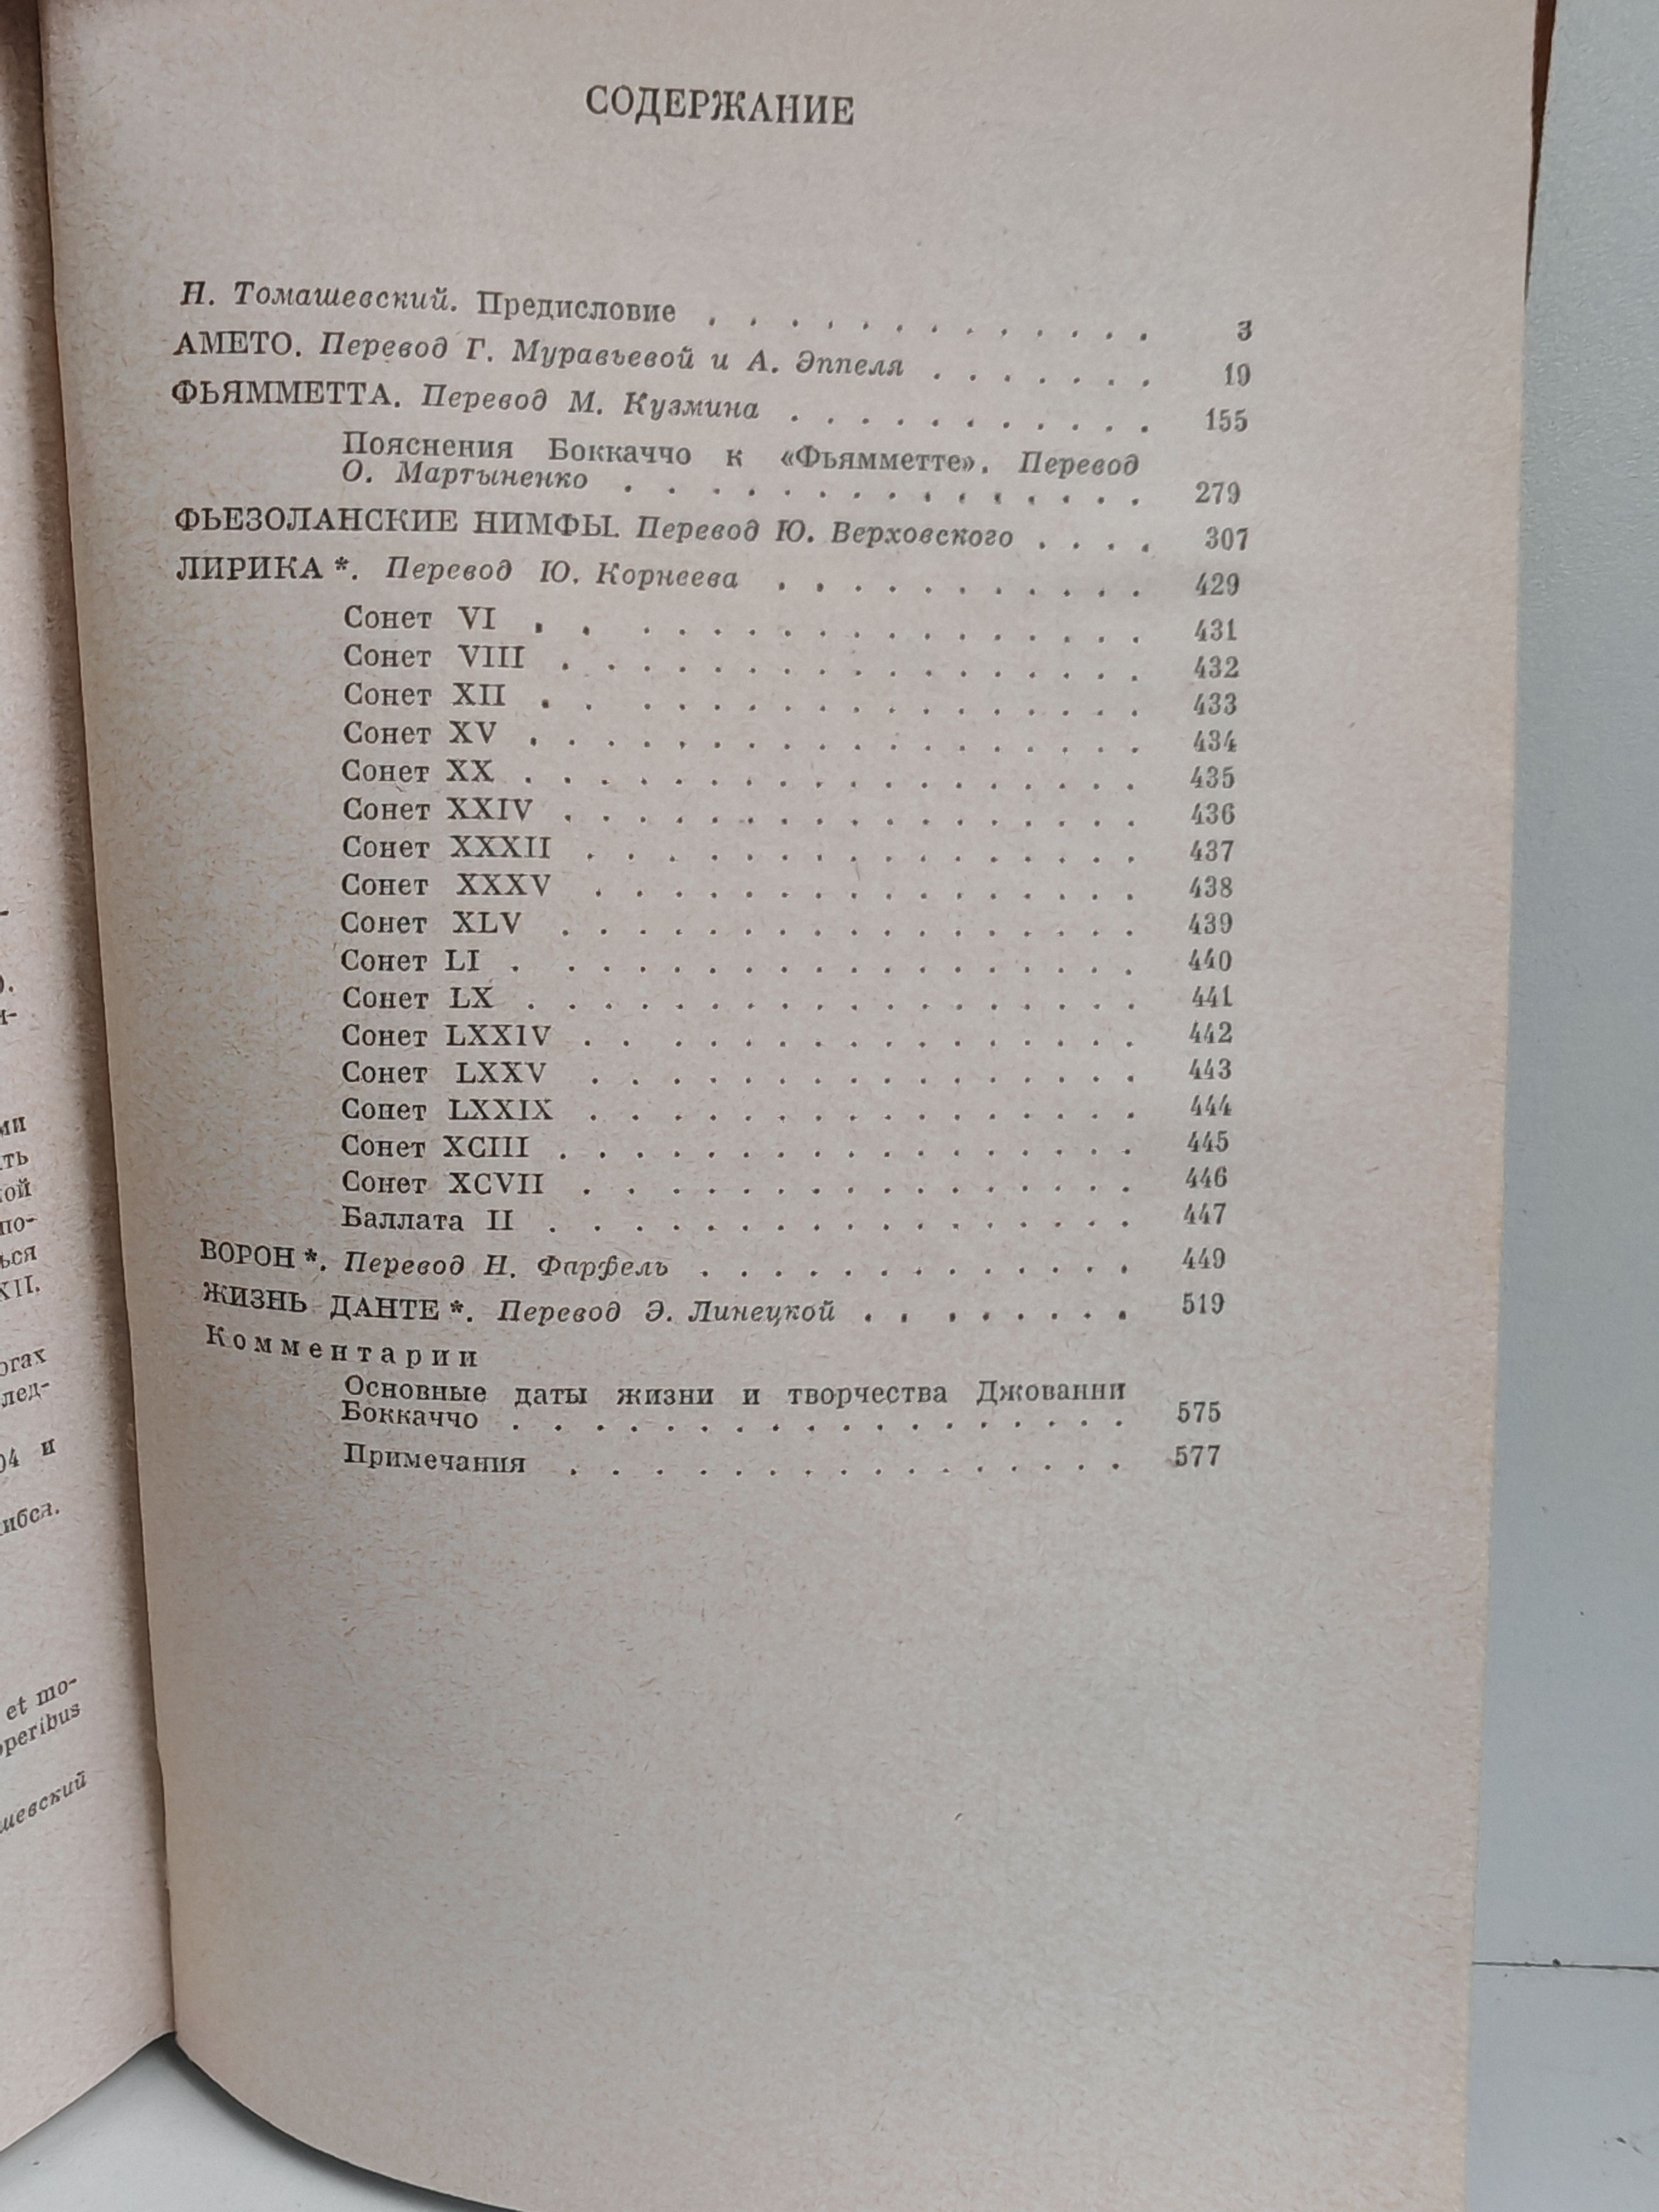 СОДЕРЖАНИЕ
Н. Томашевский. Предисловие . . . . . . . . . . . . . 3
АМЕТО. Перевод Г. Муравьевой и А. Эппеля . . . . . . . 19
ФЬЯММЕТТА. Перевод М. Кузмина . . . . . . . . . . . 155
Пояснения Боккаччо к «Фьямметте». Перевод
О. Мартыненко . . . . . . . . . . . . . . . 279
ФЬЕЗОЛАНСКИЕ НИМФЫ. Перевод Ю. Верховского . . . . 307
ЛИРИКА *. Перевод Ю. Корнеева . . . . . . . . . . . 429
Сонет VI . . . . . . . . . . . . . . . . 431
Сонет VIII . . . . . . . . . . . . . . . . 432
Сонет XII . . . . . . . . . . . . . . . . 433
Сонет XV . . . . . . . . . . . . . . . . . 434
Сонет XX . . . . . . . . . . . . . . . . . 435
Сонет XXIV . . . . . . . . . . . . . . . . 436
Сонет XXXII . . . . . . . . . . . . . . . 437
Сонет XXXV . . . . . . . . . . . . . . . 438
Сонет XLV . . . . . . . . . . . . . . . . 439
Сонет LI . . . . . . . . . . . . . . . . . 440
Сонет LX . . . . . . . . . . . . . . . . . 441
Сонет LXXIV . . . . . . . . . . . . . . . 442
Сонет LXXV . . . . . . . . . . . . . . . 443
Сонет LXXIX . . . . . . . . . . . . . . . 444
Сонет XCIII . . . . . . . . . . . . . . . . 445
Сонет XCVII . . . . . . . . . . . . . . . 446
Баллата II . . . . . . . . . . . . . . . . 447
ВОРОН *. Перевод Н. Фарфель . . . . . . . . . . . . . 449
ЖИЗНЬ ДАНТЕ *. Перевод Э. Линецкой . . . . . . . . 519
Комментарии
Основные даты жизни и творчества Джованни
Боккаччо . . . . . . . . . . . . . . . . . 575
Примечания . . . . . . . . . . . . . . . . 577
et mo-